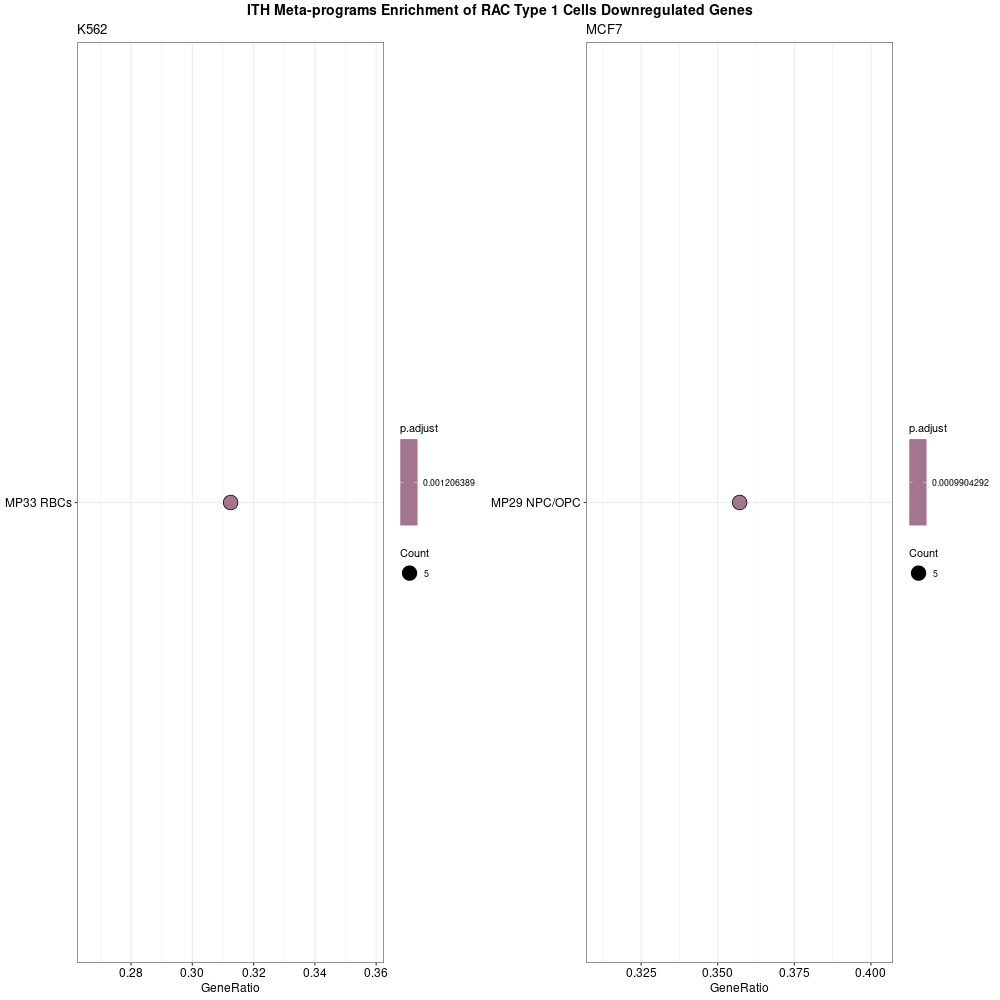 ITH Meta-programs Enrichment of RAC Type 1 Cells Downregulated Genes
K562
MP33 RBCs
0.28 0.30 0.32 0.34 0.36
GeneRatio
p.adjust
0.001206389
Count
5
MCF7
MP29 NPC/OPC
0.325 0.350 0.375 0.400
GeneRatio
p.adjust
0.0009904292
Count
5